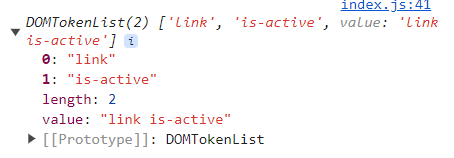 index.js:41
DOMTokenList(2) ['link', 'is-active', value: 'link
is-active'] i
0: "link"
1: "is-active"
length: 2
value: "link is-active"
[[Prototype]]: DOMTokenList